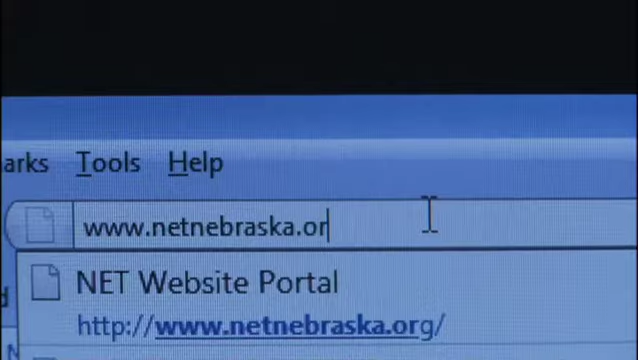 arks Tools Help
www.netnebraska.or
NET Website Portal
http://www.netnebraska.org/